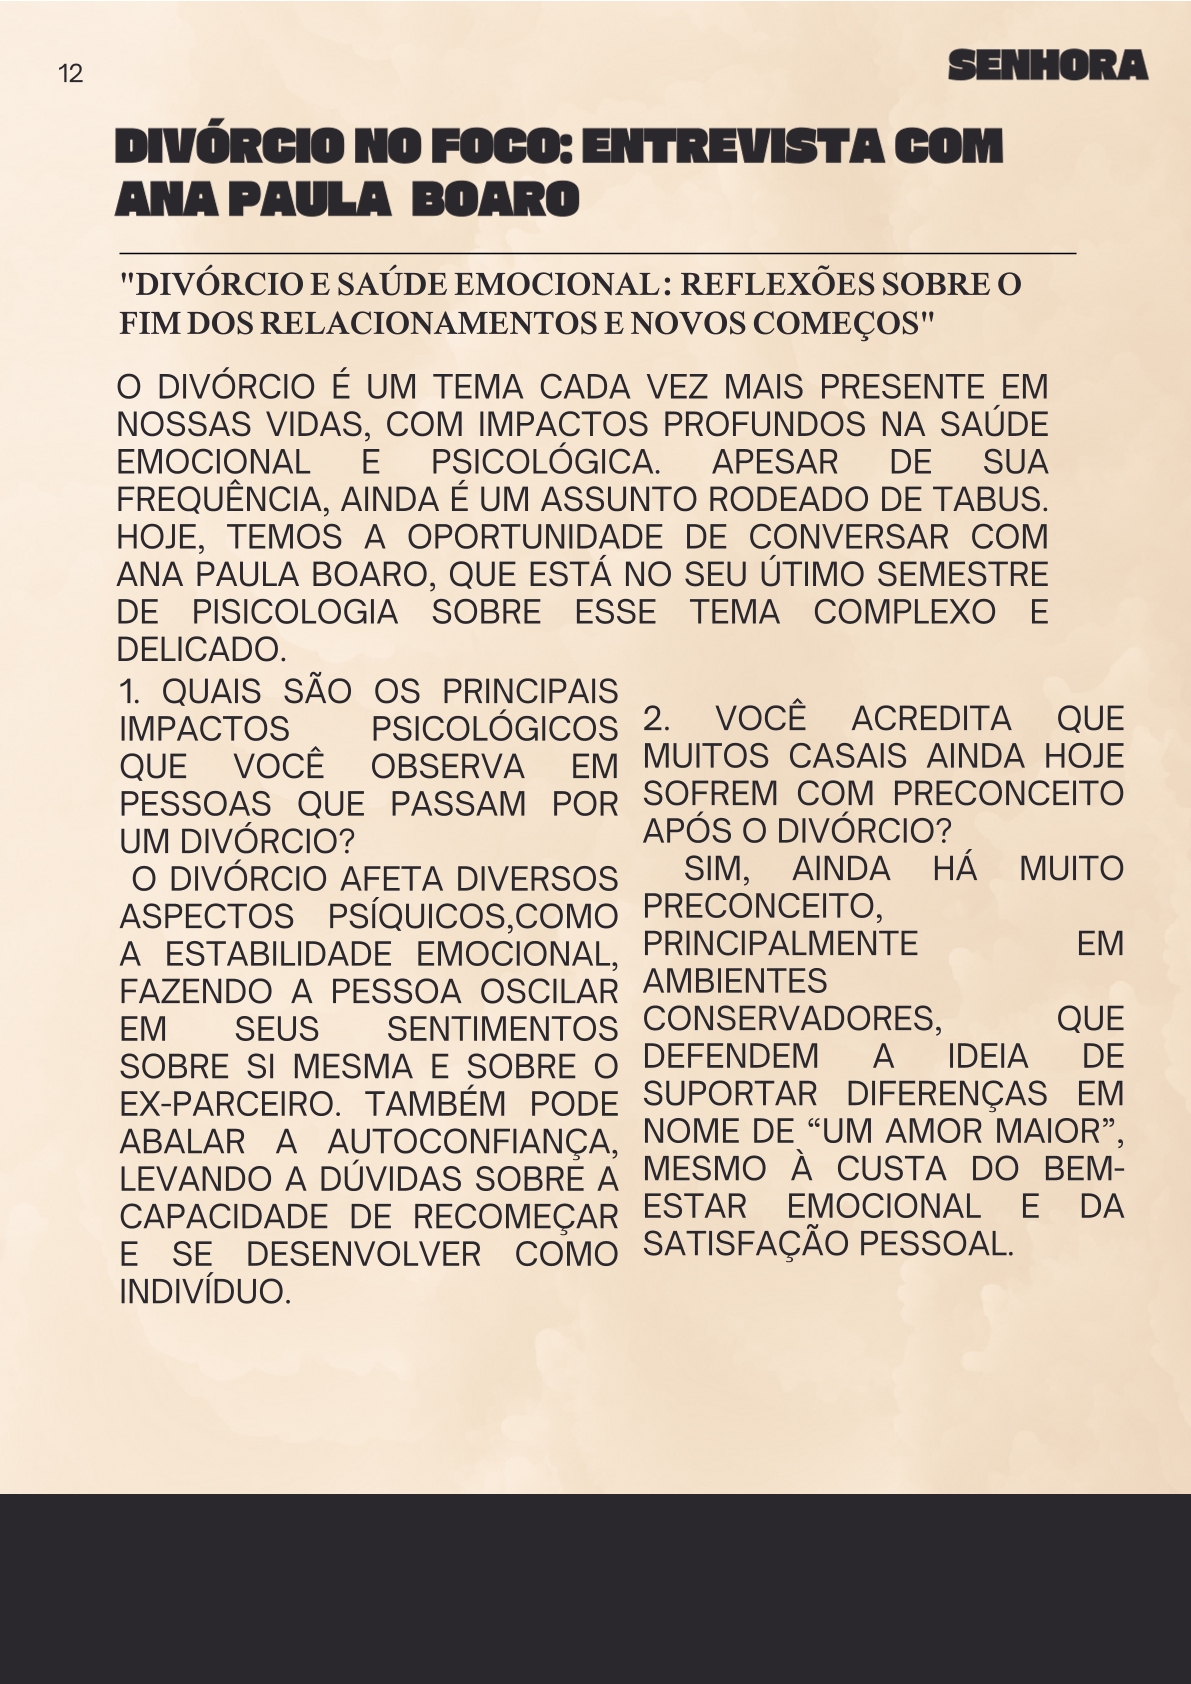 12
SENHORA
DIVÓRCIO NO FOCO: ENTREVISTA COM
ANA PAULA BOARO
"DIVÓRCIO E SAÚDE EMOCIONAL: REFLEXÕES SOBRE O
FIM DOS RELACIONAMENTOS E NOVOS COMEÇOS"
O DIVÓRCIO É UM TEMA CADA VEZ MAIS PRESENTE EM
NOSSAS VIDAS, COM IMPACTOS PROFUNDOS NA SAÚDE
EMOCIONAL E PSICOLÓGICA. APESAR DE SUA
FREQUÊNCIA, AINDA É UM ASSUNTO RODEADO DE TABUS.
HOJE, TEMOS A OPORTUNIDADE DE CONVERSAR COM
ANA PAULA BOARO, QUE ESTÁ NO SEU ÚTIMO SEMESTRE
DE PISICOLOGIA SOBRE ESSE TEMA COMPLEXO E
DELICADO.
1. QUAIS SÃO OS PRINCIPAIS
IMPACTOS PSICOLÓGICOS
QUE VOCÊ OBSERVA EM
PESSOAS QUE PASSAM POR
UM DIVÓRCIO?
O DIVÓRCIO AFETA DIVERSOS
ASPECTOS PSÍQUICOS,COMO
A ESTABILIDADE EMOCIONAL,
FAZENDO A PESSOA OSCILAR
EM SEUS SENTIMENTOS
SOBRE SI MESMA E SOBRE O
EX-PARCEIRO. TAMBÉM PODE
ABALAR A AUTOCONFIANÇA,
LEVANDO A DÚVIDAS SOBRE A
CAPACIDADE DE RECOMEÇAR
E SE DESENVOLVER COMO
INDIVÍDUO.
2. VOCÊ ACREDITA QUE
MUITOS CASAIS AINDA HOJE
SOFREM COM PRECONCEITO
APÓS O DIVÓRCIO?
SIM, AINDA HÁ MUITO
PRECONCEITO,
PRINCIPALMENTE EM
AMBIENTES
CONSERVADORES, QUE
DEFENDEM A IDEIA DE
SUPORTAR DIFERENÇAS EM
NOME DE “UM AMOR MAIOR”,
MESMO À CUSTA DO BEM-
ESTAR EMOCIONAL E DA
SATISFAÇÃO PESSOAL.